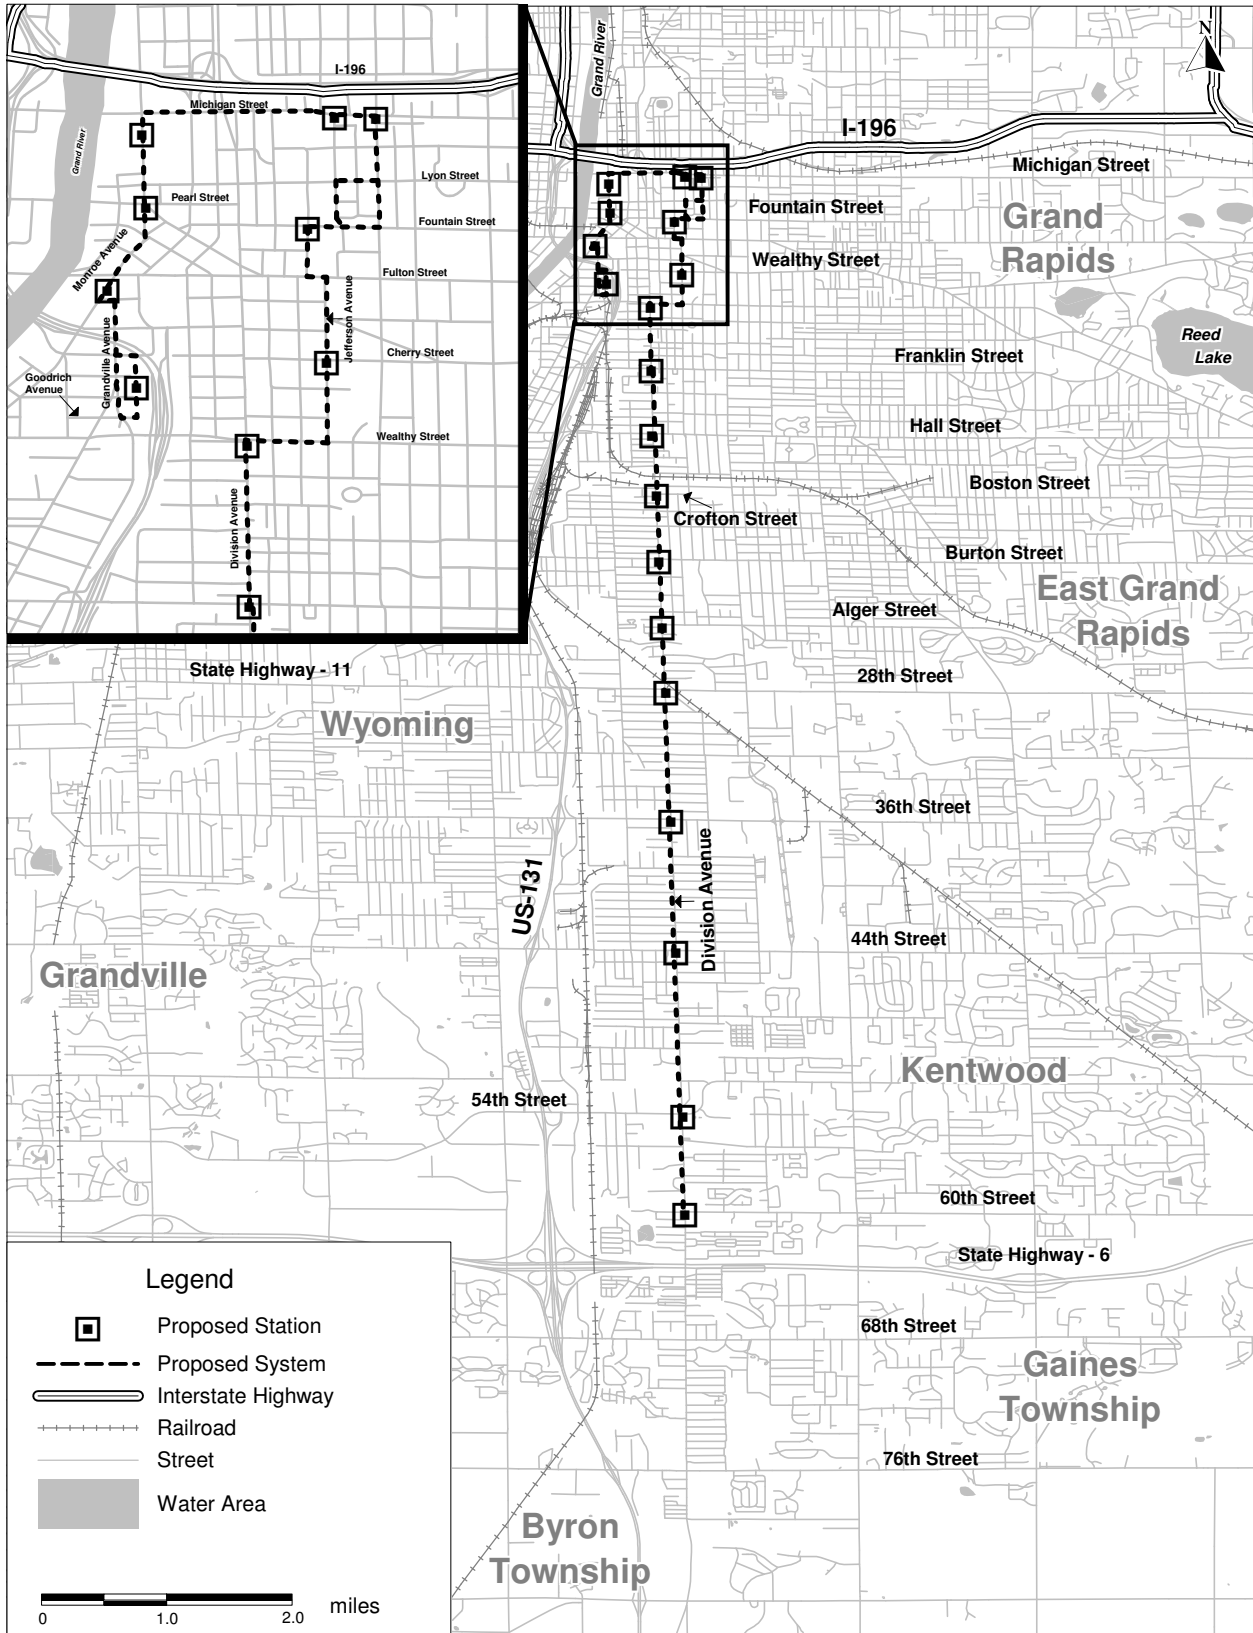 I-196
Michigan Street
Grand River
Lyon Street
Pearl Street
Fountain Street
Monroe Avenue
Fulton Street
Jefferson Avenue
Grandville Avenue
Cherry Street
Goodrich
Avenue
Wealthy Street
Division Avenue
Grand River
N
I-196
Michigan Street
Fountain Street
Grand
Rapids
Wealthy Street
Reed
Lake
Franklin Street
Hall Street
Boston Street
Crofton Street
Burton Street
East Grand
Rapids
Alger Street
State Highway - 11
28th Street
Wyoming
36th Street
Division Avenue
US-131
44th Street
Grandville
Kentwood
54th Street
60th Street
State Highway - 6
68th Street
Gaines
Township
76th Street
Byron
Township
Legend
Proposed Station
Proposed System
Interstate Highway
Railroad
Street
Water Area
0 1.0 2.0 miles